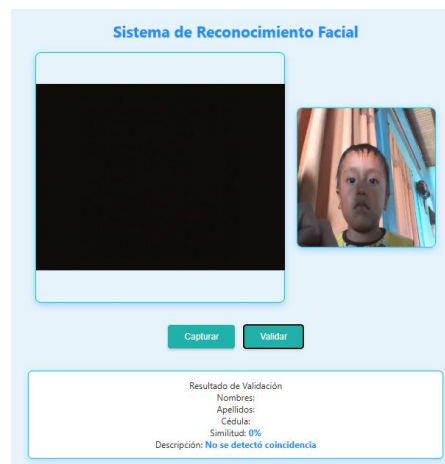 Sistema de Reconocimiento Facial
Capturar
Validar
Resultado de Validación
Nombres:
Apellidos:
Cédula:
Similitud: 0%
Descripción: No se detectó coincidencia